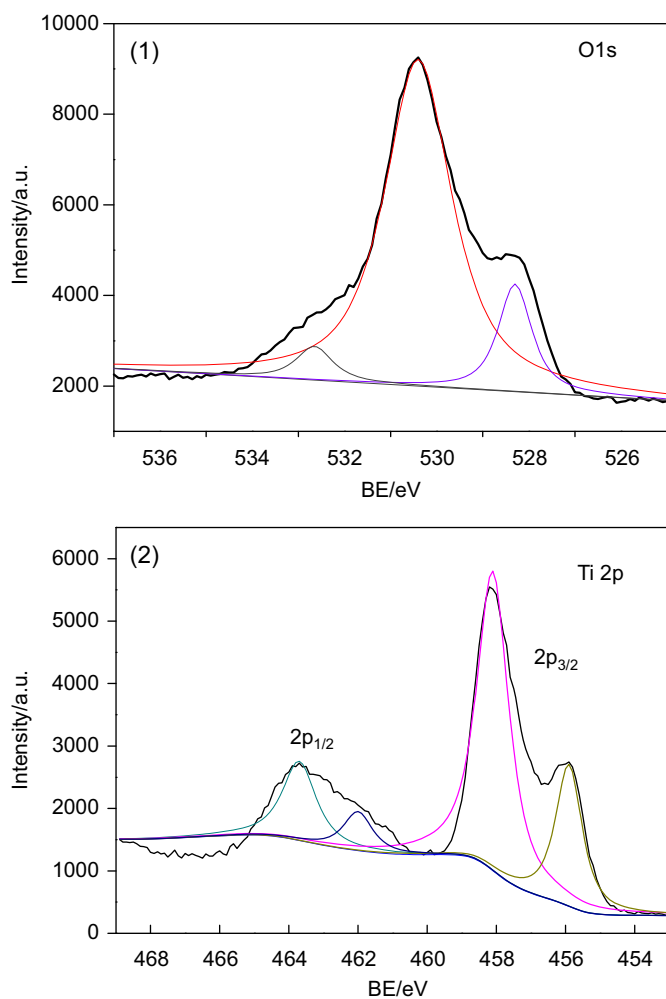 (1)
O1s
10000
8000
6000
4000
2000
Intensity/a.u.
536 534 532 530 528 526
BE/eV
(2)
Ti 2p
2p3/2
2p1/2
6000
5000
4000
3000
2000
1000
0
Intensity/a.u.
468 466 464 462 460 458 456 454
BE/eV